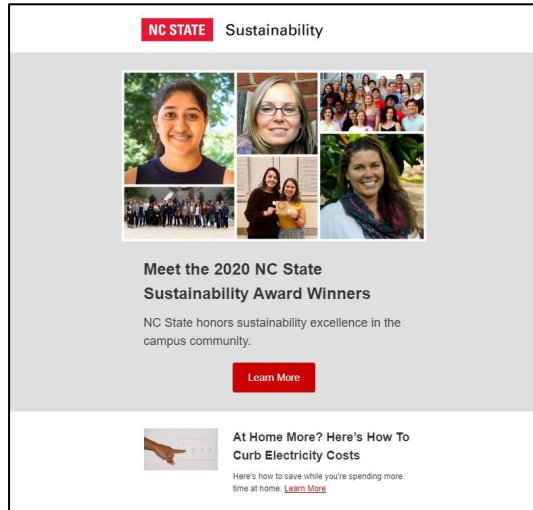 NC STATE Sustainability
Meet the 2020 NC State
Sustainability Award Winners
NC State honors sustainability excellence in the
campus community.
Learn More
At Home More? Here's How To
Curb Electricity Costs
Here's how to save while you're spending more
time at home. Learn More